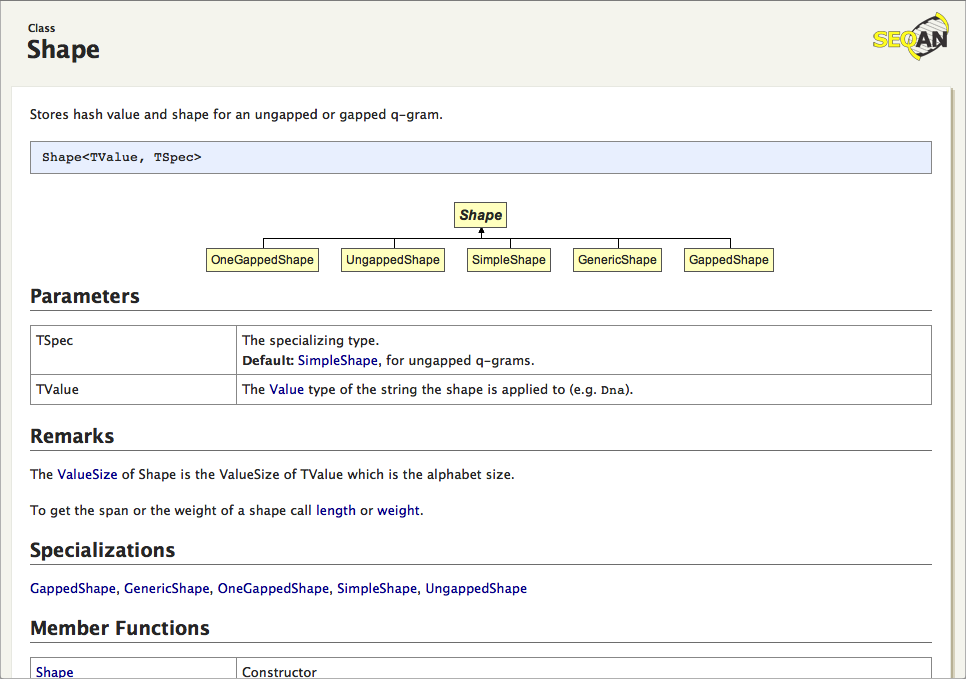 Class
Shape
SEQAN
Stores hash value and shape for an ungapped or gapped q-gram.
Shape<TValue, TSpec>
Shape
OneGappedShape UngappedShape SimpleShape GenericShape GappedShape
Parameters
TSpec The specializing type.
Default: SimpleShape, for ungapped q-grams.
TValue The Value type of the string the shape is applied to (e.g. Dna).
Remarks
The ValueSize of Shape is the ValueSize of TValue which is the alphabet size.
To get the span or the weight of a shape call length or weight.
Specializations
GappedShape, GenericShape, OneGappedShape, SimpleShape, UngappedShape
Member Functions
Shape Constructor